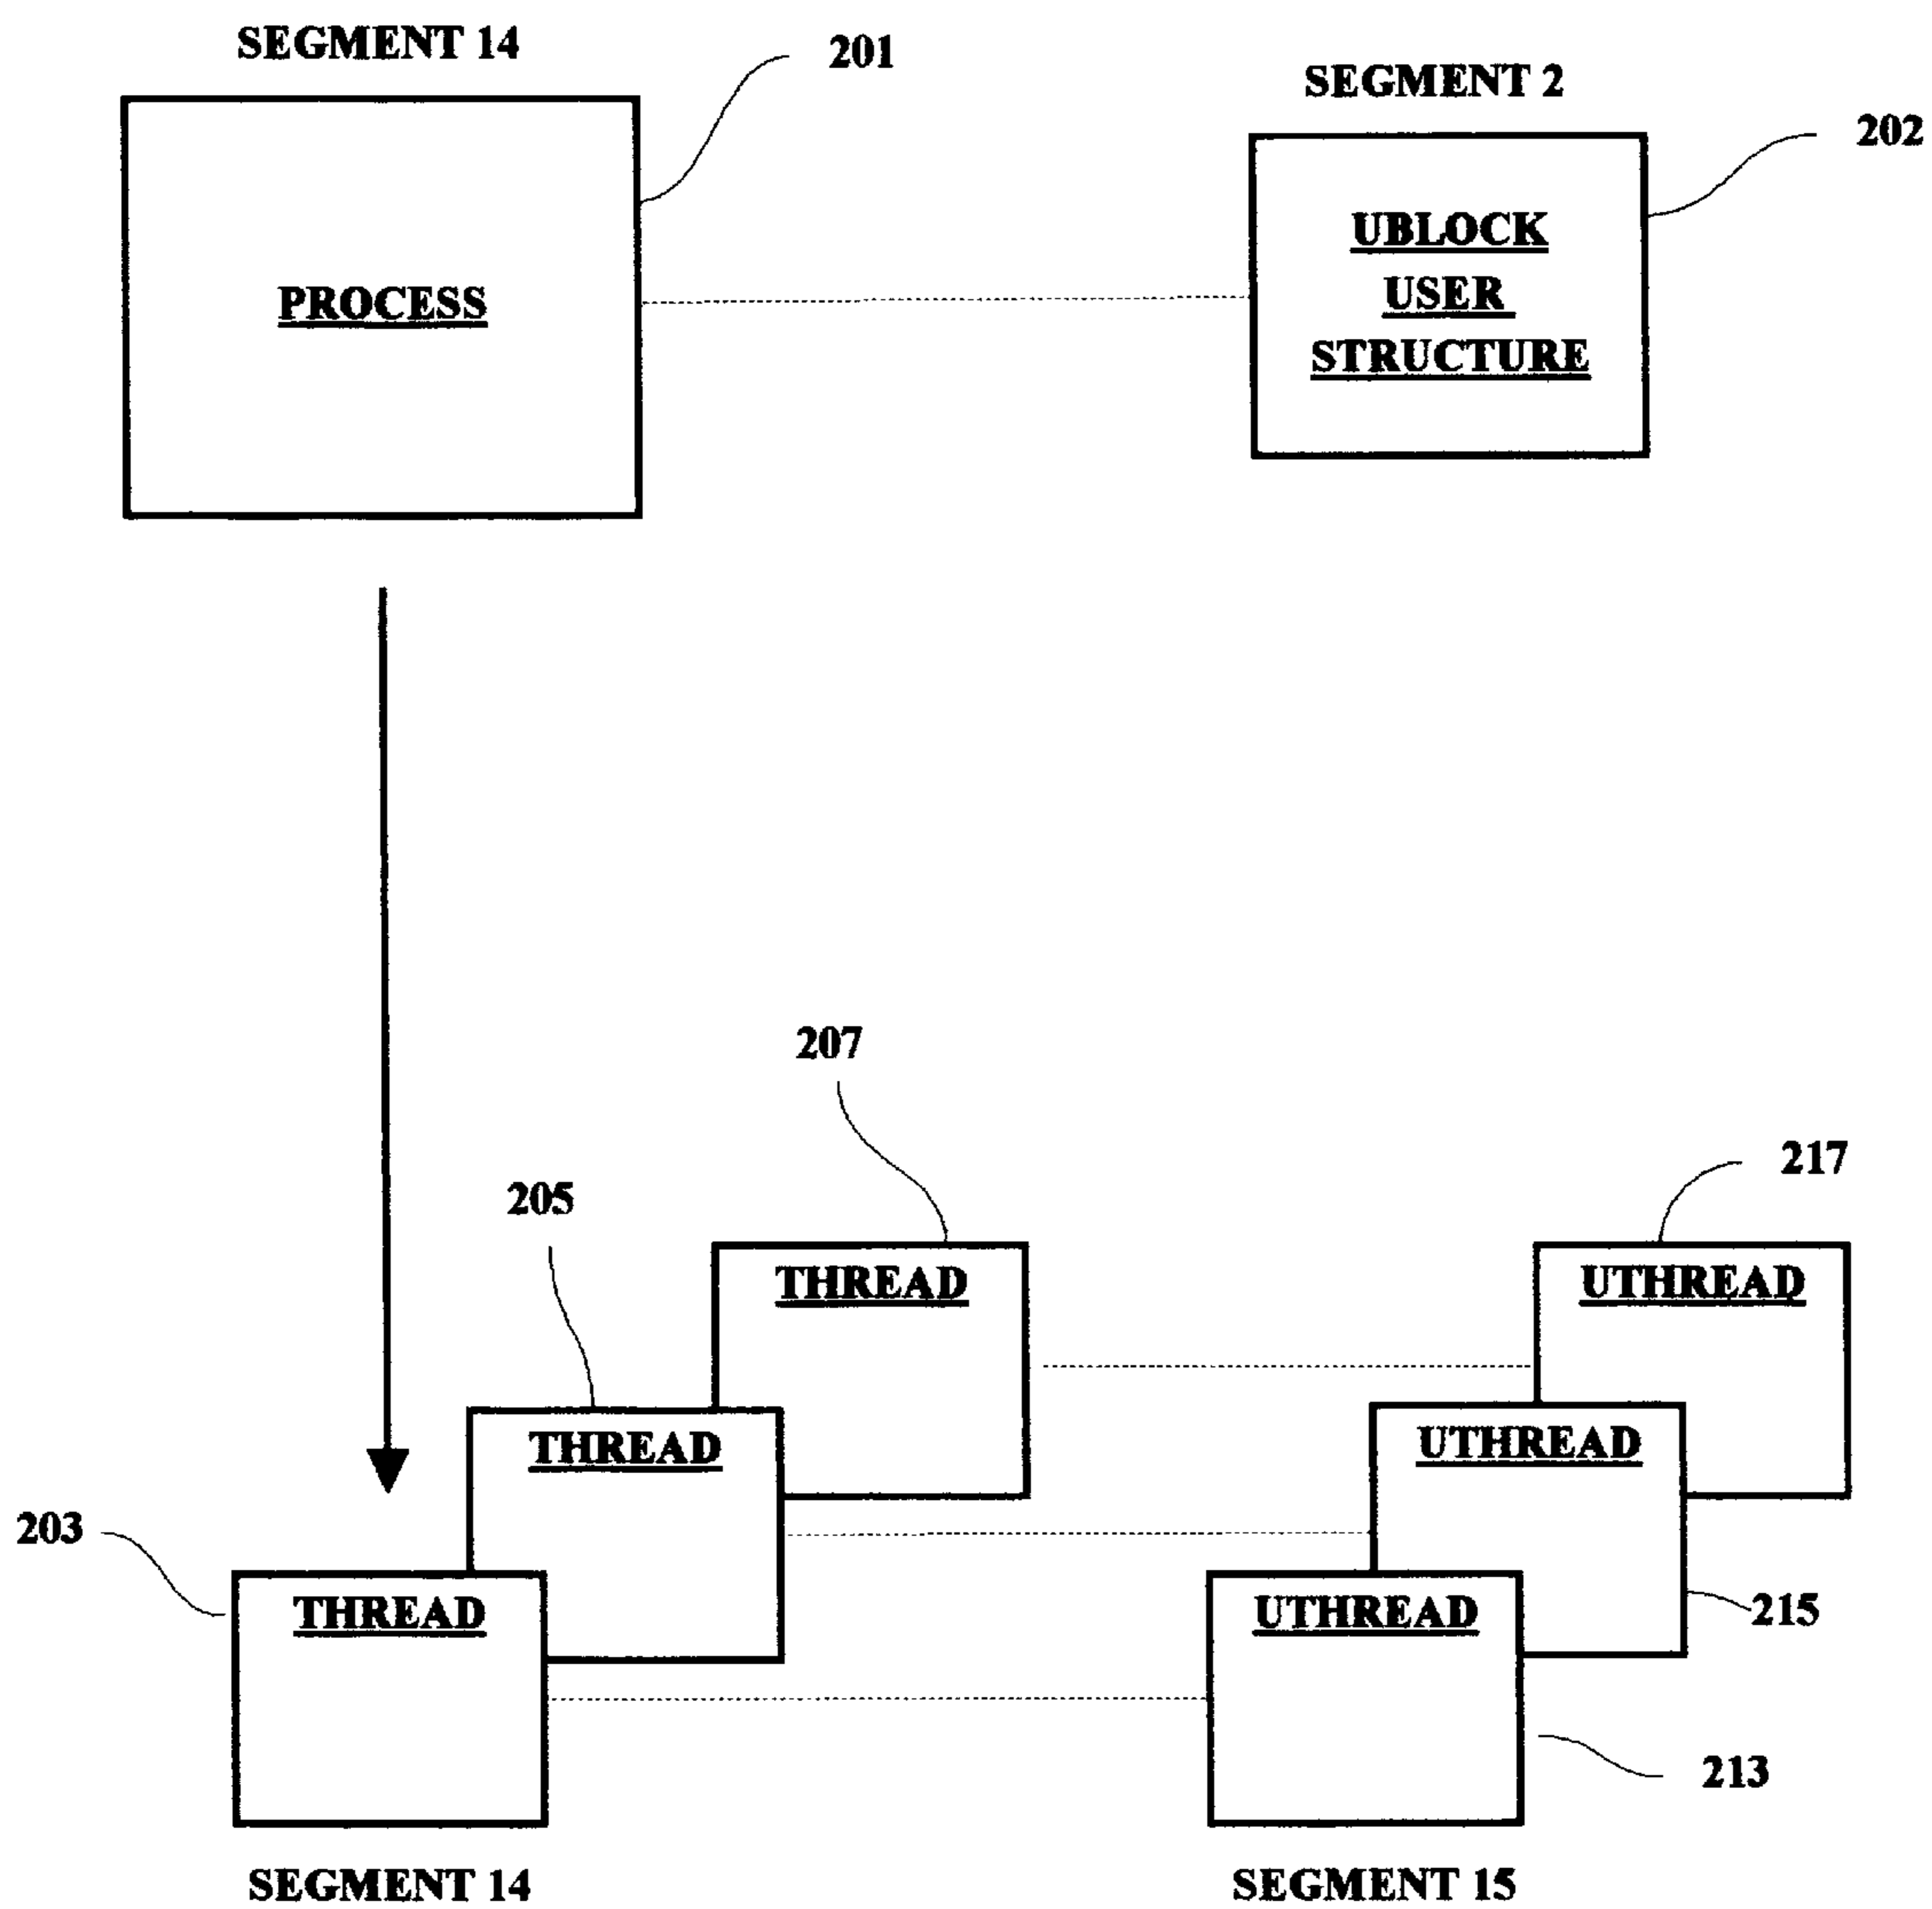 SEGMENT 14
201
SEGMENT 2
202
PROCESS
UBLOCK
USER
STRUCTURE
207
217
205
THREAD
UTHREAD
THREAD
UTHREAD
203
THREAD
UTHREAD
215
213
SEGMENT 14
SEGMENT 15